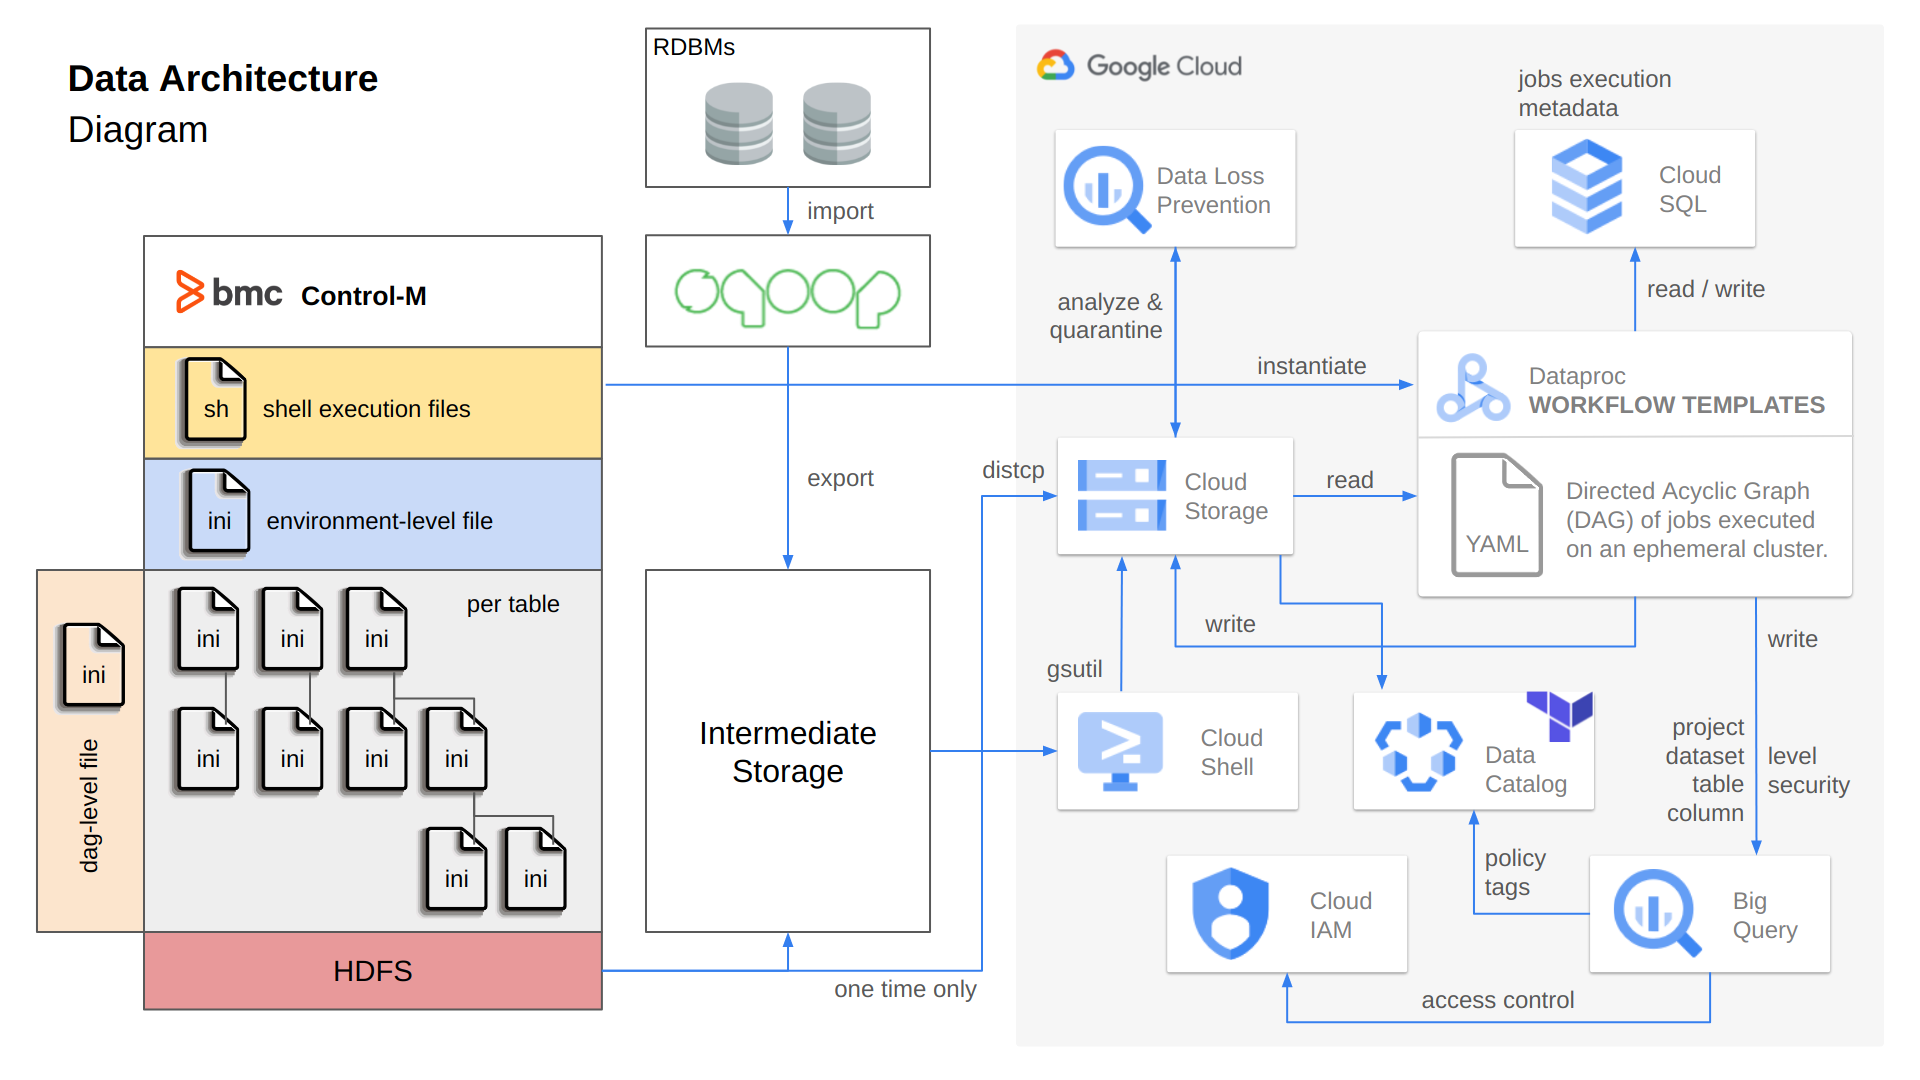 Data Architecture
Diagram
RDBMs
import
sqoop
export
bmc Control-M
sh
shell execution files
ini
environment-level file
per table
ini
dag-level file
ini
ini
ini
ini
ini
ini
ini
ini
ini
HDFS
Intermediate
Storage
one time only
distcp
Google Cloud
Data Loss
Prevention
jobs execution
metadata
Cloud
SQL
analyze &
quarantine
read / write
instantiate
Dataproc
WORKFLOW TEMPLATES
Cloud
Storage
read
YAML
Directed Acyclic Graph
(DAG) of jobs executed
on an ephemeral cluster.
write
write
gsutil
Cloud
Shell
Data
Catalog
project
dataset
table
column
level
security
policy
tags
Cloud
IAM
Big
Query
access control